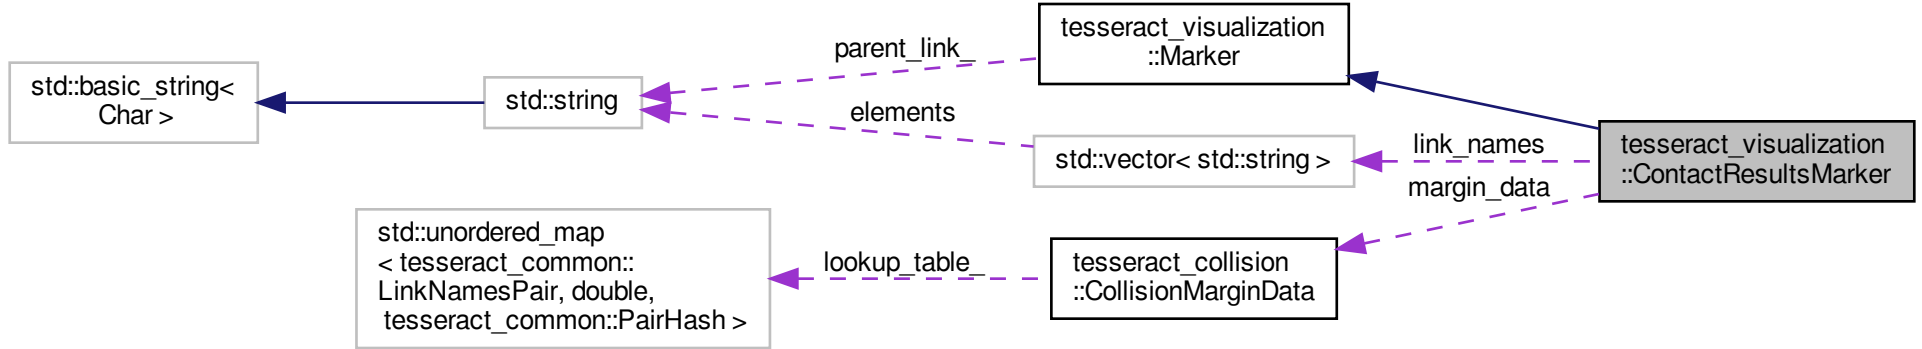 std::basic_string<
Char >
std::string
parent_link_
elements
tesseract_visualization
::Marker
std::vector< std::string >
link_names
margin_data
tesseract_visualization
::ContactResultsMarker
std::unordered_map
< tesseract_common::
LinkNamesPair, double,
tesseract_common::PairHash >
lookup_table_
tesseract_collision
::CollisionMarginData